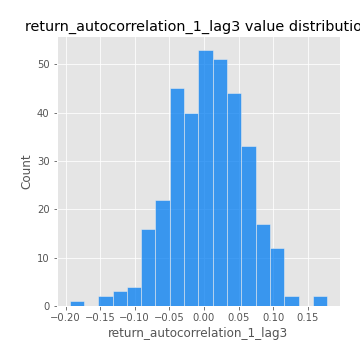 return_autocorrelation_1_lag3 value distributio
50
40
30
20
10
0
Count
−0.20 −0.15 −0.10 −0.05 0.00 0.05 0.10 0.15
return_autocorrelation_1_lag3